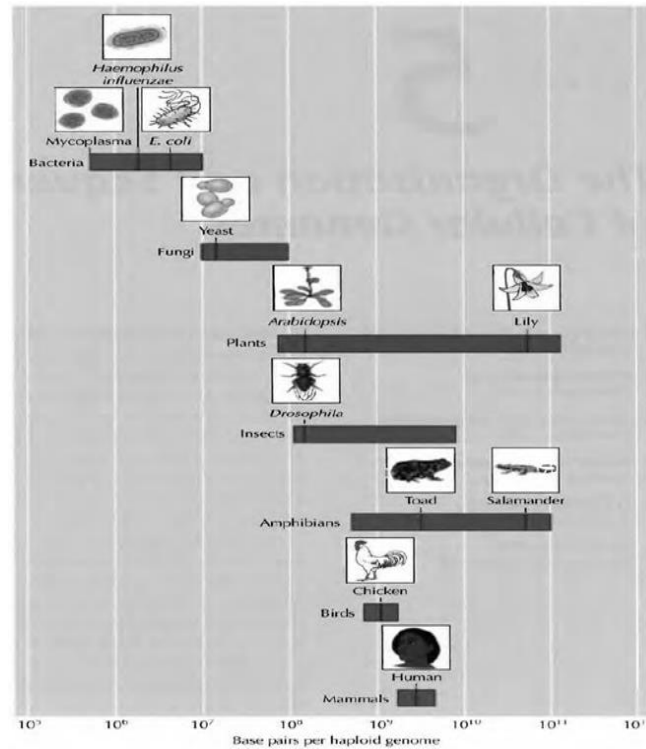 Haemophilus
influenzae
Mycoplasma E. coli
Bacteria
Yeast
Fungi
Arabidopsis Lily
Plants
Drosophila
Insects
Toad Salamander
Amphibians
Chicken
Birds
Human
Mammals
10⁵ 10⁶ 10⁷ 10⁸ 10⁹ 10¹⁰ 10¹¹
Base pairs per haploid genome